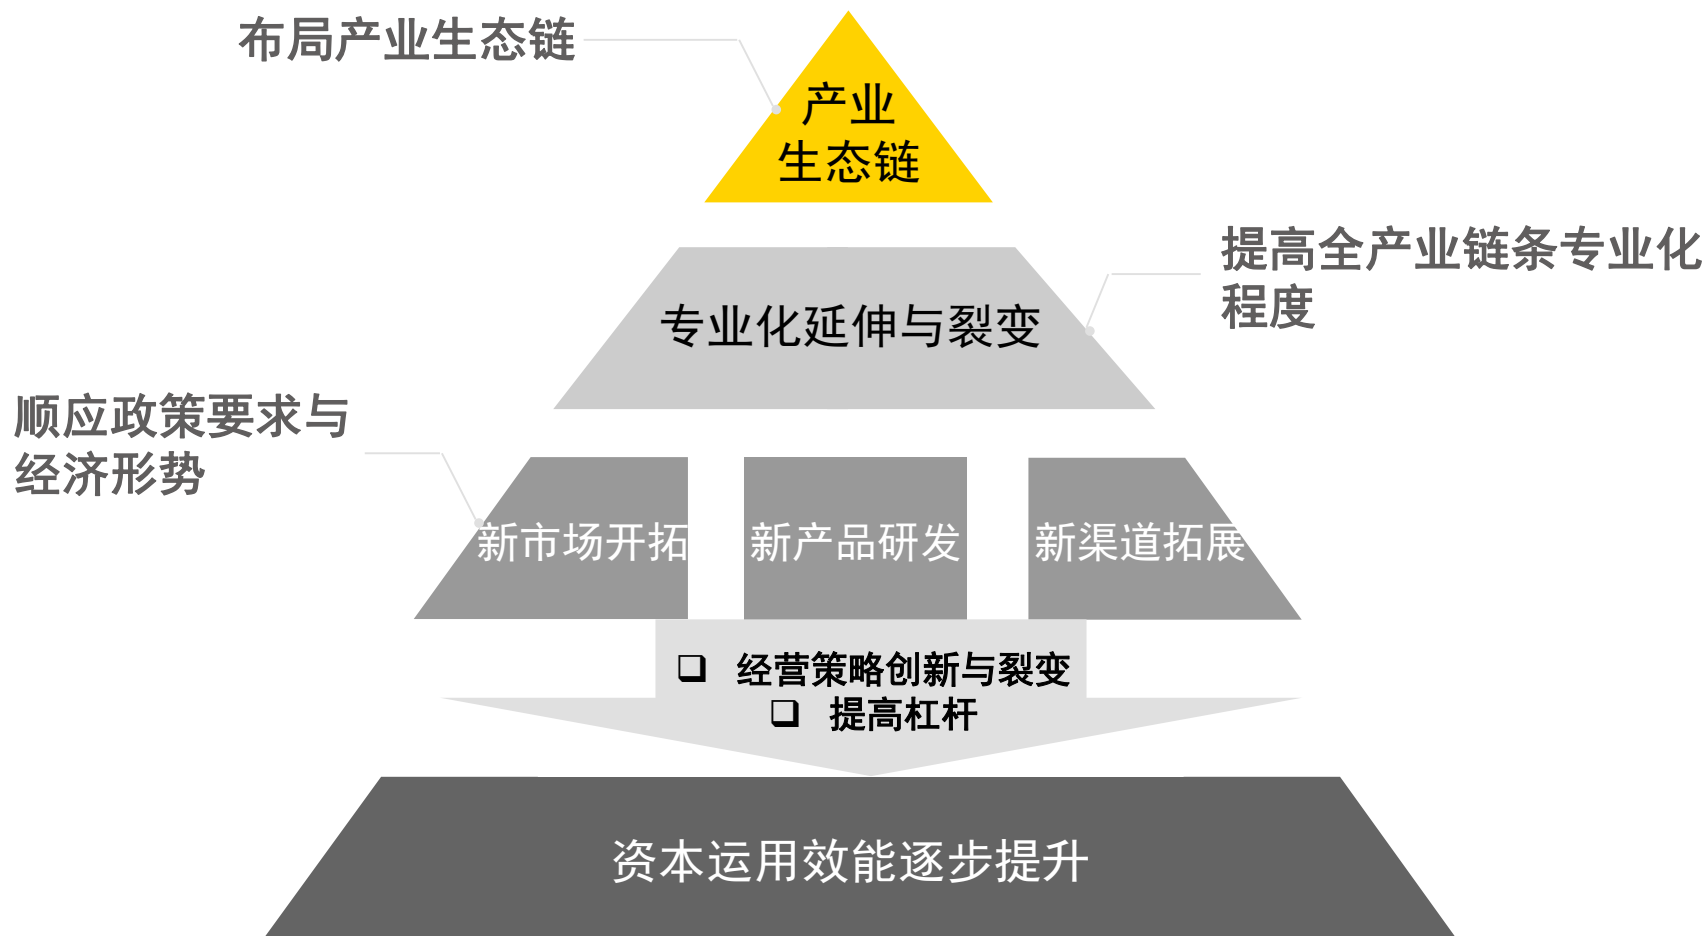 布局产业生态链
产业
生态链
提高全产业链条专业化
程度
专业化延伸与裂变
顺应政策要求与
经济形势
新市场开拓
新产品研发
新渠道拓展
❑ 经营策略创新与裂变
❑ 提高杠杆
资本运用效能逐步提升